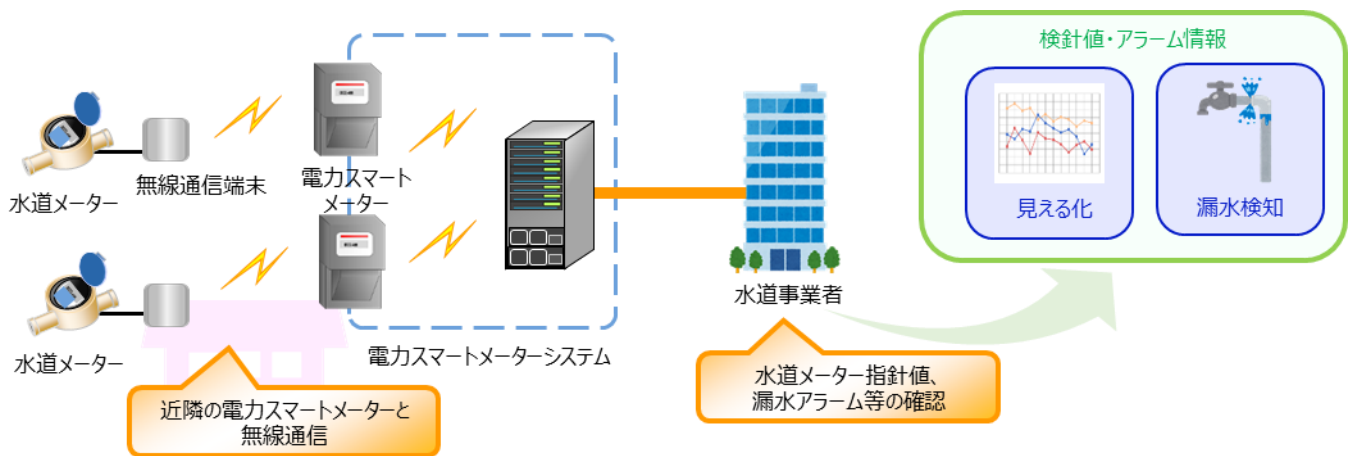 検針値・アラーム情報
見える化
漏水検知
水道メーター
無線通信端末
電力スマート
メーター
水道メーター
電力スマートメーターシステム
水道事業者
近隣の電力スマートメーターと
無線通信
水道メーター指針値、
漏水アラーム等の確認